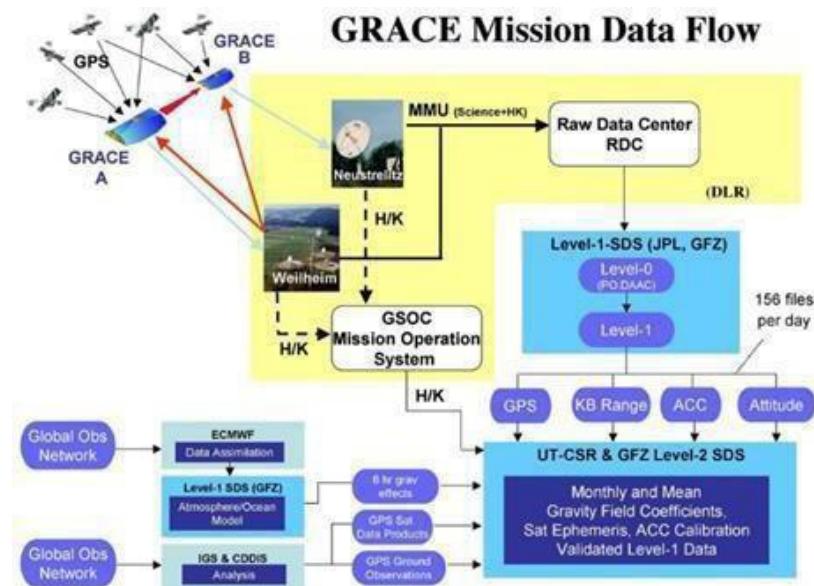 GRACE Mission Data Flow
GRACE
B
GPS
GRACE
A
MMU (Science+HK)
Raw Data Center
RDC
Neustrelitz
(DLR)
H/K
Weilheim
Level-1-SDS (JPL, GFZ)
Level-0
(PO.DAAC)
Level-1
156 files
per day
GSOC
Mission Operation
System
H/K
H/K
GPS
KB Range
ACC
Attitude
Global Obs
Network
ECMWF
Data Assimilation
Level-1 SDS (GFZ)
Atmosphere/Ocean
Model
6 hr grav
effects
GPS Sat
Data Products
Global Obs
Network
IGS & CDDIS
Analysis
GPS Ground
Observations
UT-CSR & GFZ Level-2 SDS
Monthly and Mean
Gravity Field Coefficients,
Sat Ephemeris, ACC Calibration
Validated Level-1 Data